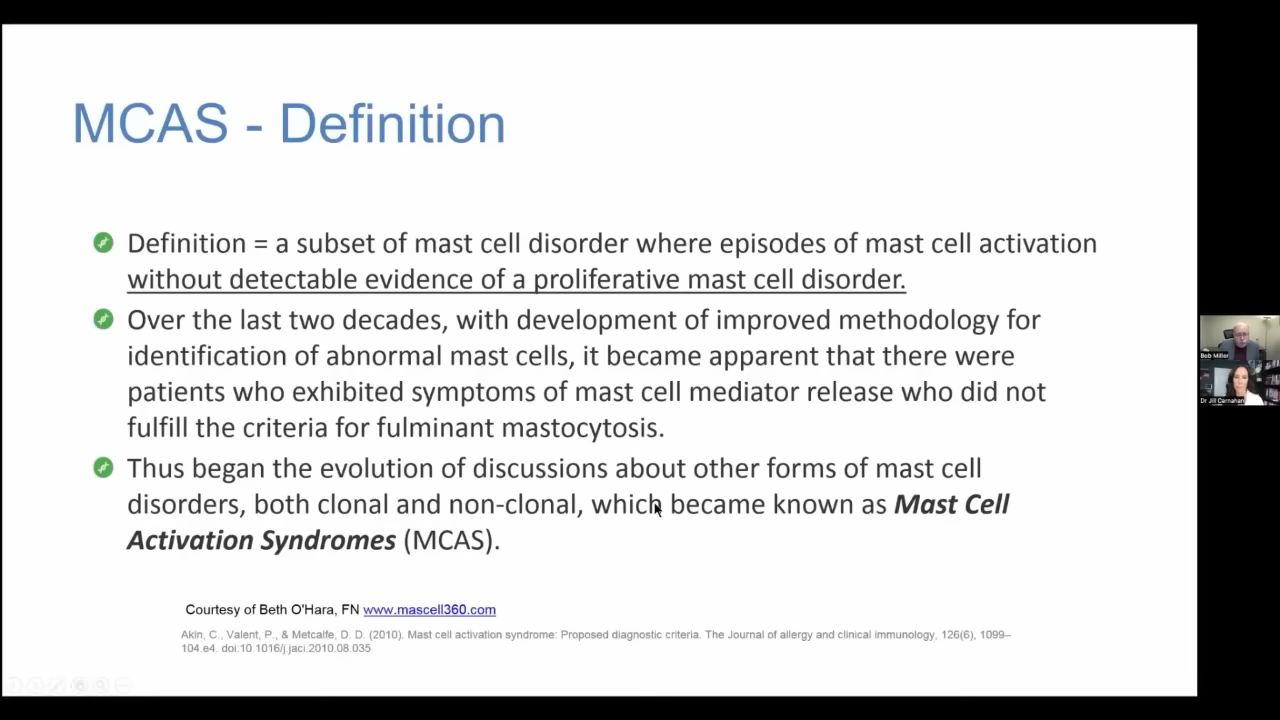 MCAS - Definition
Definition = a subset of mast cell disorder where episodes of mast cell activation
without detectable evidence of a proliferative mast cell disorder.
Over the last two decades, with development of improved methodology for
identification of abnormal mast cells, it became apparent that there were
patients who exhibited symptoms of mast cell mediator release who did not
fulfill the criteria for fulminant mastocytosis.
Thus began the evolution of discussions about other forms of mast cell
disorders, both clonal and non-clonal, which became known as Mast Cell
Activation Syndromes (MCAS).
Courtesy of Beth O'Hara, FN www.mascell360.com
Akin, C., Valent, P., & Metcalfe, D. D. (2010). Mast cell activation syndrome: Proposed diagnostic criteria. The Journal of allergy and clinical immunology, 126(6), 1099–
104.e4. doi:10.1016/j.jaci.2010.08.035
Bob Miller
Dr Jill Carnahan